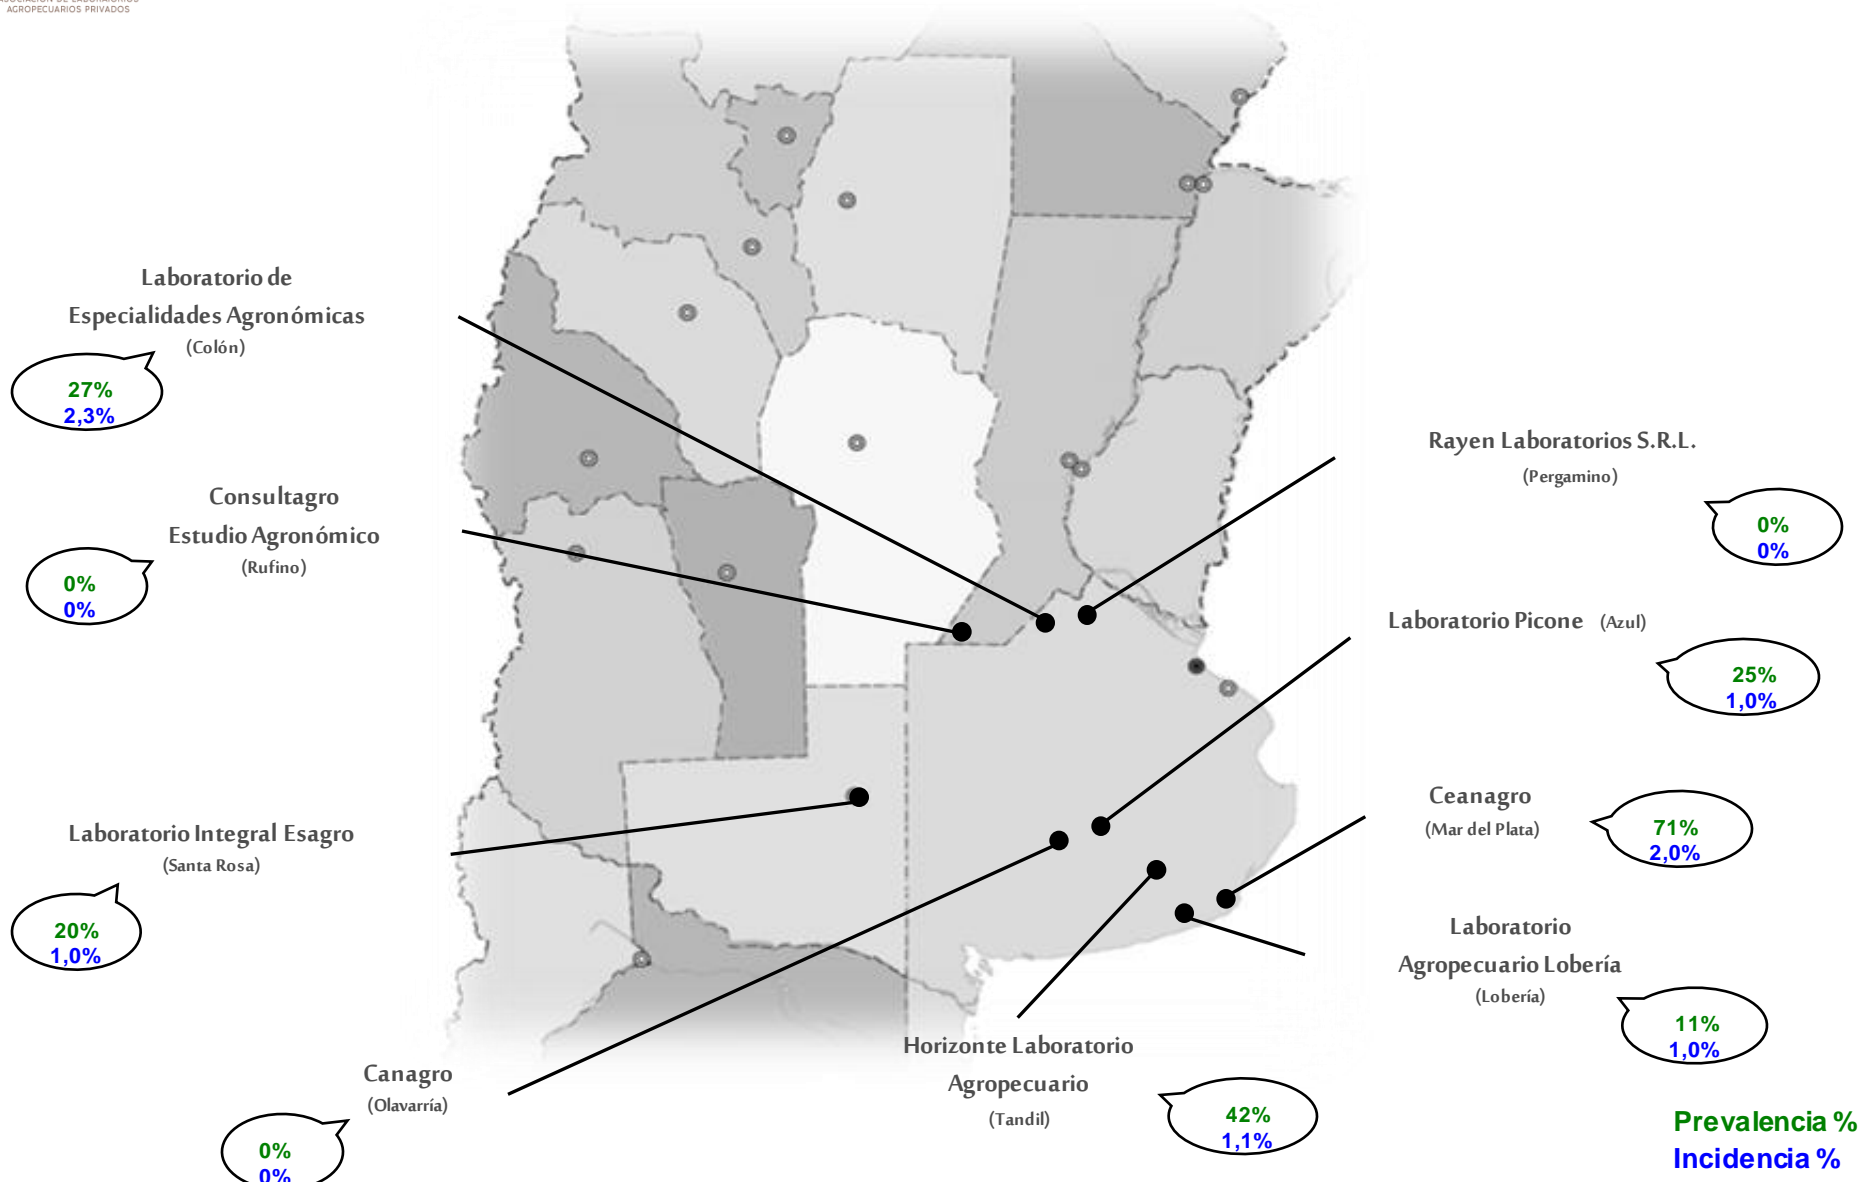 AGROPECUARIOS PRIVADOS
Laboratorio de
Especialidades Agronómicas
(Colón)
27%
2,3%
Consultagro
Estudio Agronómico
(Rufino)
0%
0%
Laboratorio Integral Esagro
(Santa Rosa)
20%
1,0%
Canagro
(Olavarría)
0%
0%
Horizonte Laboratorio
Agropecuario
(Tandil)
42%
1,1%
Rayen Laboratorios S.R.L.
(Pergamino)
0%
0%
Laboratorio Picone (Azul)
25%
1,0%
Ceanagro
(Mar del Plata)
71%
2,0%
Laboratorio
Agropecuario Lobería
(Lobería)
11%
1,0%
Prevalencia %
Incidencia %